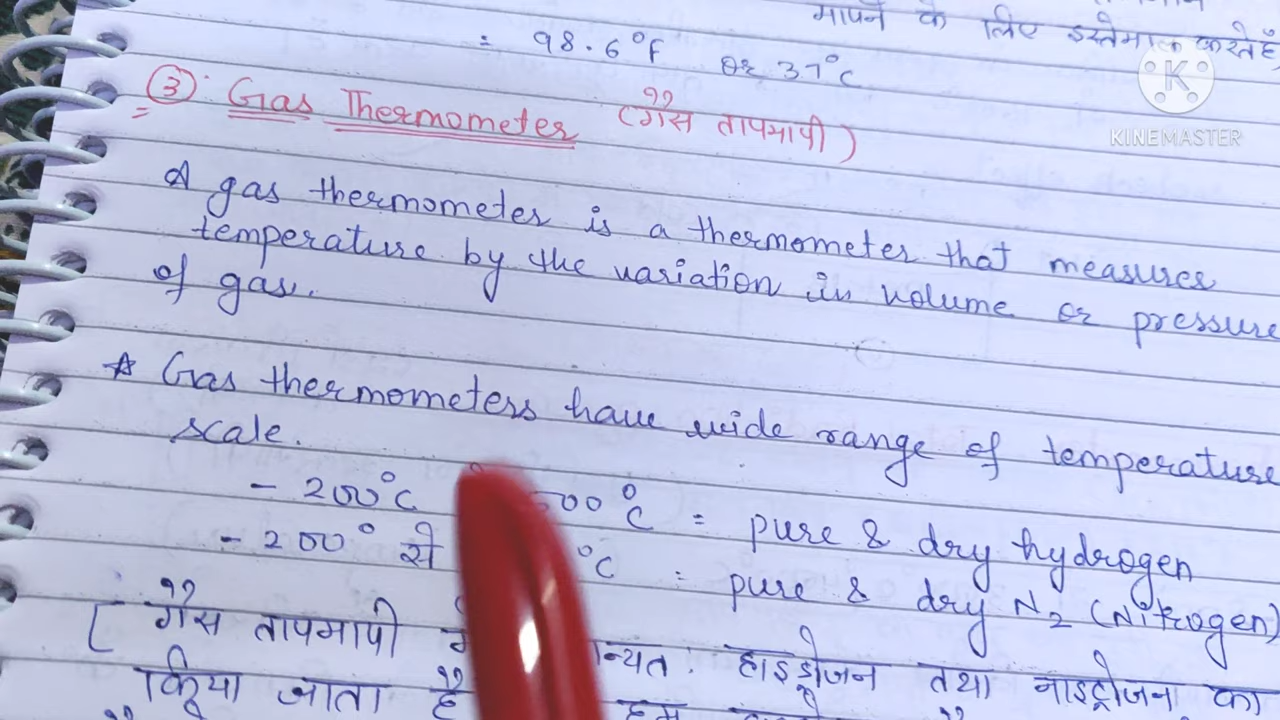 मापने के लिए इस्तेमाल करते हैं
= 98.6°F or 37°C
③ Gas Thermometer (गैस तापमापी)
KINEMASTER
A gas thermometer is a thermometer that measures
temperature by the variation in volume or pressure
of gas.
☆ Gas thermometers have wide range of temperature
scale.
- 200°C 500°C = pure & dry hydrogen
- 200° से °C = pure & dry N₂ (Nitrogen)
[ गैस तापमापी हाइड्रोजन तथा नाइट्रोजन का
किया जाता है हम